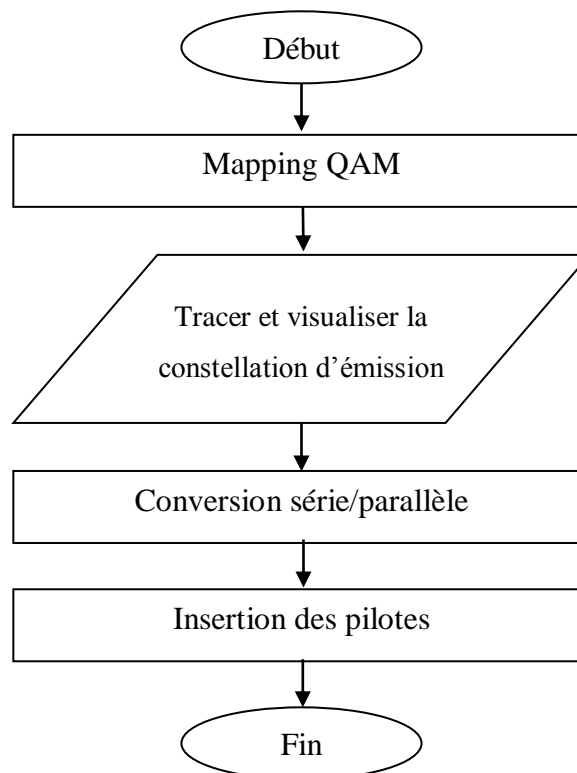 Début
Mapping QAM
Tracer et visualiser la
constellation d’émission
Conversion série/parallèle
Insertion des pilotes
Fin